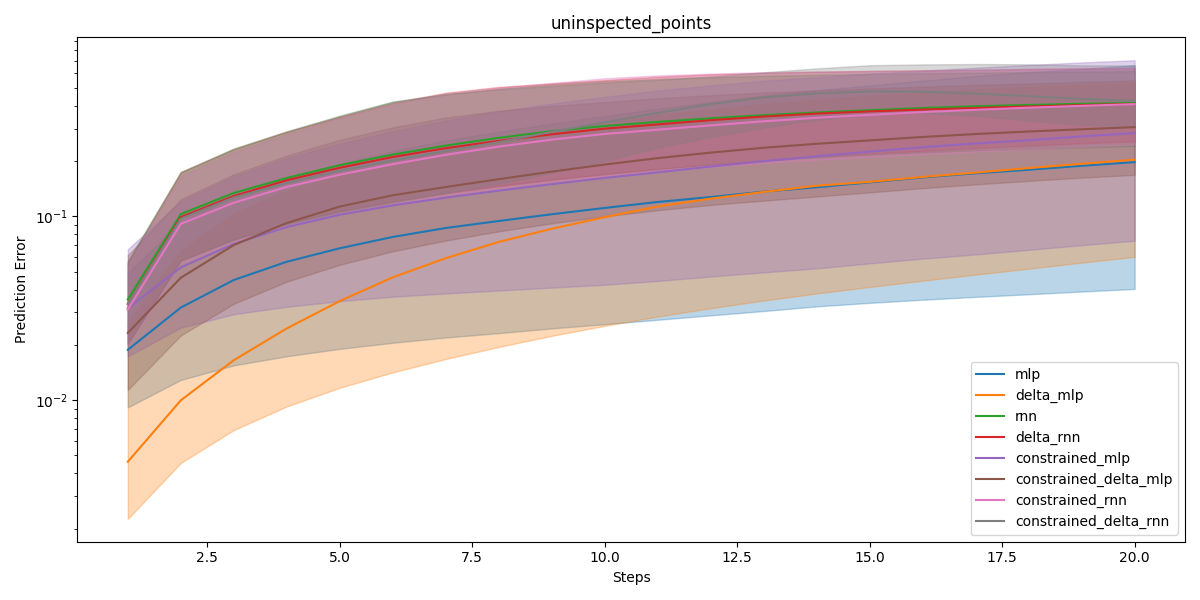 uninspected_points
Prediction Error
10⁻¹
10⁻²
2.5 5.0 7.5 10.0 12.5 15.0 17.5 20.0
Steps
mlp
delta_mlp
rnn
delta_rnn
constrained_mlp
constrained_delta_mlp
constrained_rnn
constrained_delta_rnn